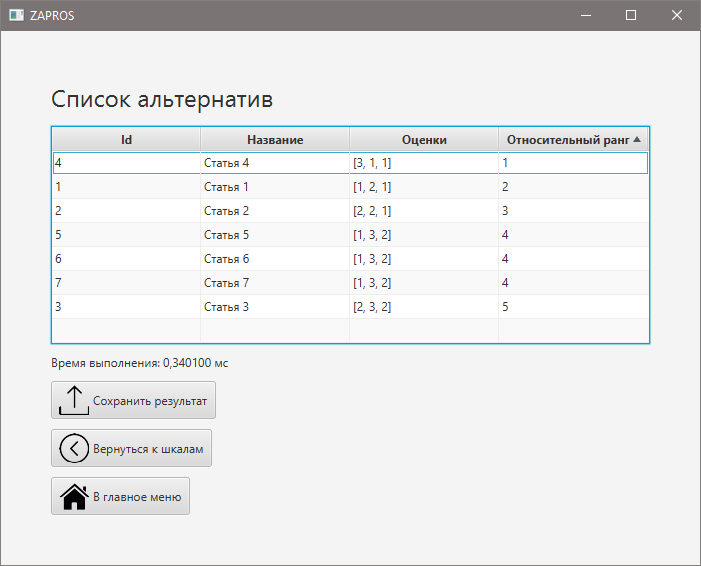 ZAPROS
Список альтернатив
Id Название Оценки Относительный ранг
4 Статья 4 [3, 1, 1] 1
1 Статья 1 [1, 2, 1] 2
2 Статья 2 [2, 2, 1] 3
5 Статья 5 [1, 3, 2] 4
6 Статья 6 [1, 3, 2] 4
7 Статья 7 [1, 3, 2] 4
3 Статья 3 [2, 3, 2] 5
Время выполнения: 0,340100 мс
Сохранить результат
Вернуться к шкалам
В главное меню